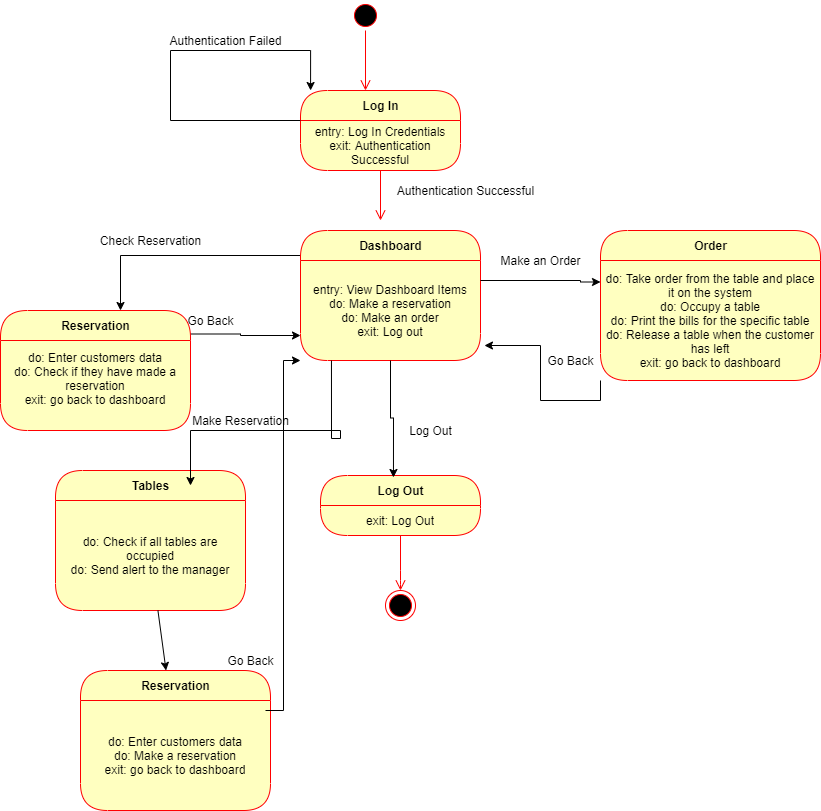 Authentication Failed
Log In
entry: Log In Credentials
exit: Authentication
Successful
Authentication Successful
Check Reservation
Dashboard
entry: View Dashboard Items
do: Make a reservation
do: Make an order
exit: Log out
Make an Order
Order
do: Take order from the table and place
it on the system
do: Occupy a table
do: Print the bills for the specific table
do: Release a table when the customer
has left
exit: go back to dashboard
Go Back
Reservation
do: Enter customers data
do: Check if they have made a
reservation
exit: go back to dashboard
Go Back
Make Reservation
Log Out
Tables
do: Check if all tables are
occupied
do: Send alert to the manager
Log Out
exit: Log Out
Go Back
Reservation
do: Enter customers data
do: Make a reservation
exit: go back to dashboard